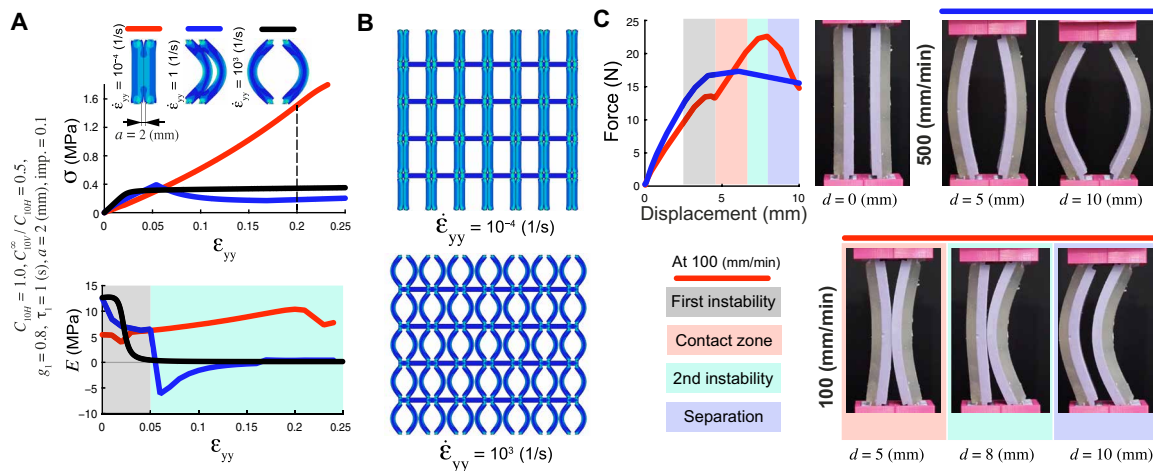 A
ε̇yy = 10⁻⁴ (1/s)
ε̇yy = 1 (1/s)
ε̇yy = 10³ (1/s)
a = 2 (mm)
σ (MPa)
1.6
1.2
0.8
0.4
0
0 0.05 0.1 0.15 0.2 0.25
εyy
C10H = 1.0, C∞10V / C10H = 0.5,
g1 = 0.8, τ1 = 1 (s), a = 2 (mm), imp. = 0.1
E (MPa)
15
10
5
0
−5
−10
0 0.05 0.1 0.15 0.2 0.25
εyy
B
ε̇yy = 10⁻⁴ (1/s)
ε̇yy = 10³ (1/s)
C
Force (N)
25
20
15
10
5
0
0 5 10
Displacement (mm)
At 100 (mm/min)
First instability
Contact zone
2nd instability
Separation
500 (mm/min)
d = 0 (mm)
d = 5 (mm)
d = 10 (mm)
100 (mm/min)
d = 5 (mm)
d = 8 (mm)
d = 10 (mm)